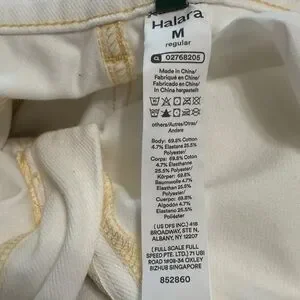 Halara
M
regular
02768205
Made in China/
Fabriqué en Chine/
Fabricado en China/
In China hergestellt
others/Autres/Otros/
Andere
Body: 69.8% Cotton
4.7% Elastane 25.5%
Polyester/
Corps: 69.8% Coton
4.7% Élasthanne
25.5% Polyester/
Körper: 69.8%
Baumwolle 4.7%
Elasthan 25.5%
Polyester/
Cuerpo: 69.8%
Algodón 4.7%
Elastano 25.5%
Poliéster
[ US DFS INC.] 418
BROADWAY, STE N,
ALBANY, NY 12207
[ FULL SCALE FULL
SPEED PTE. LTD.] 71 UBI
ROAD 1#08-34 OXLEY
BIZHUB SINGAPORE
852860